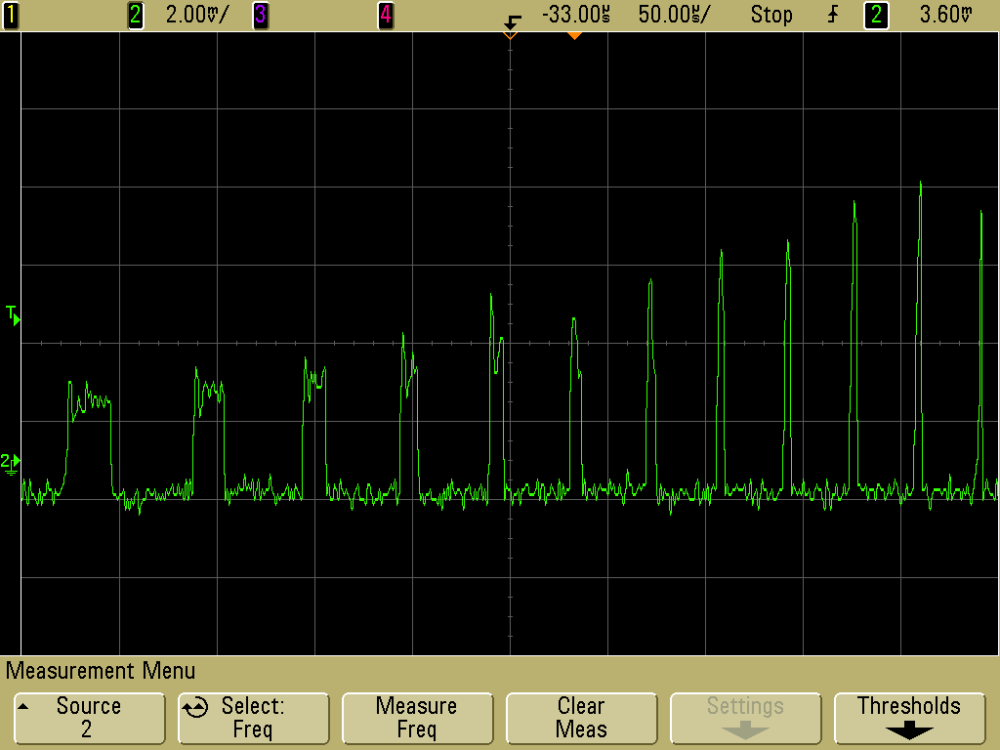 1 2 2.00V/ 3 4 -33.00µs 50.00µs/ Stop 2 3.60V
T
2
Measurement Menu
Source
2
Select:
Freq
Measure
Freq
Clear
Meas
Settings
Thresholds